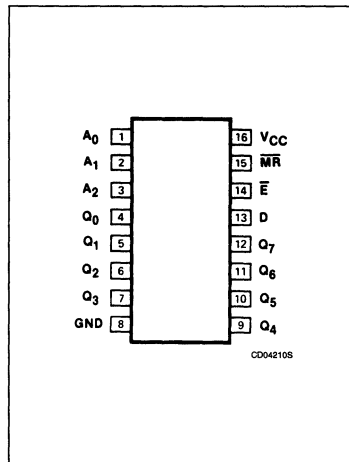 A0 1 16 VCC
A1 2 15 M̅R̅
A2 3 14 E̅
Q0 4 13 D
Q1 5 12 Q7
Q2 6 11 Q6
Q3 7 10 Q5
GND 8 9 Q4
CD04210S